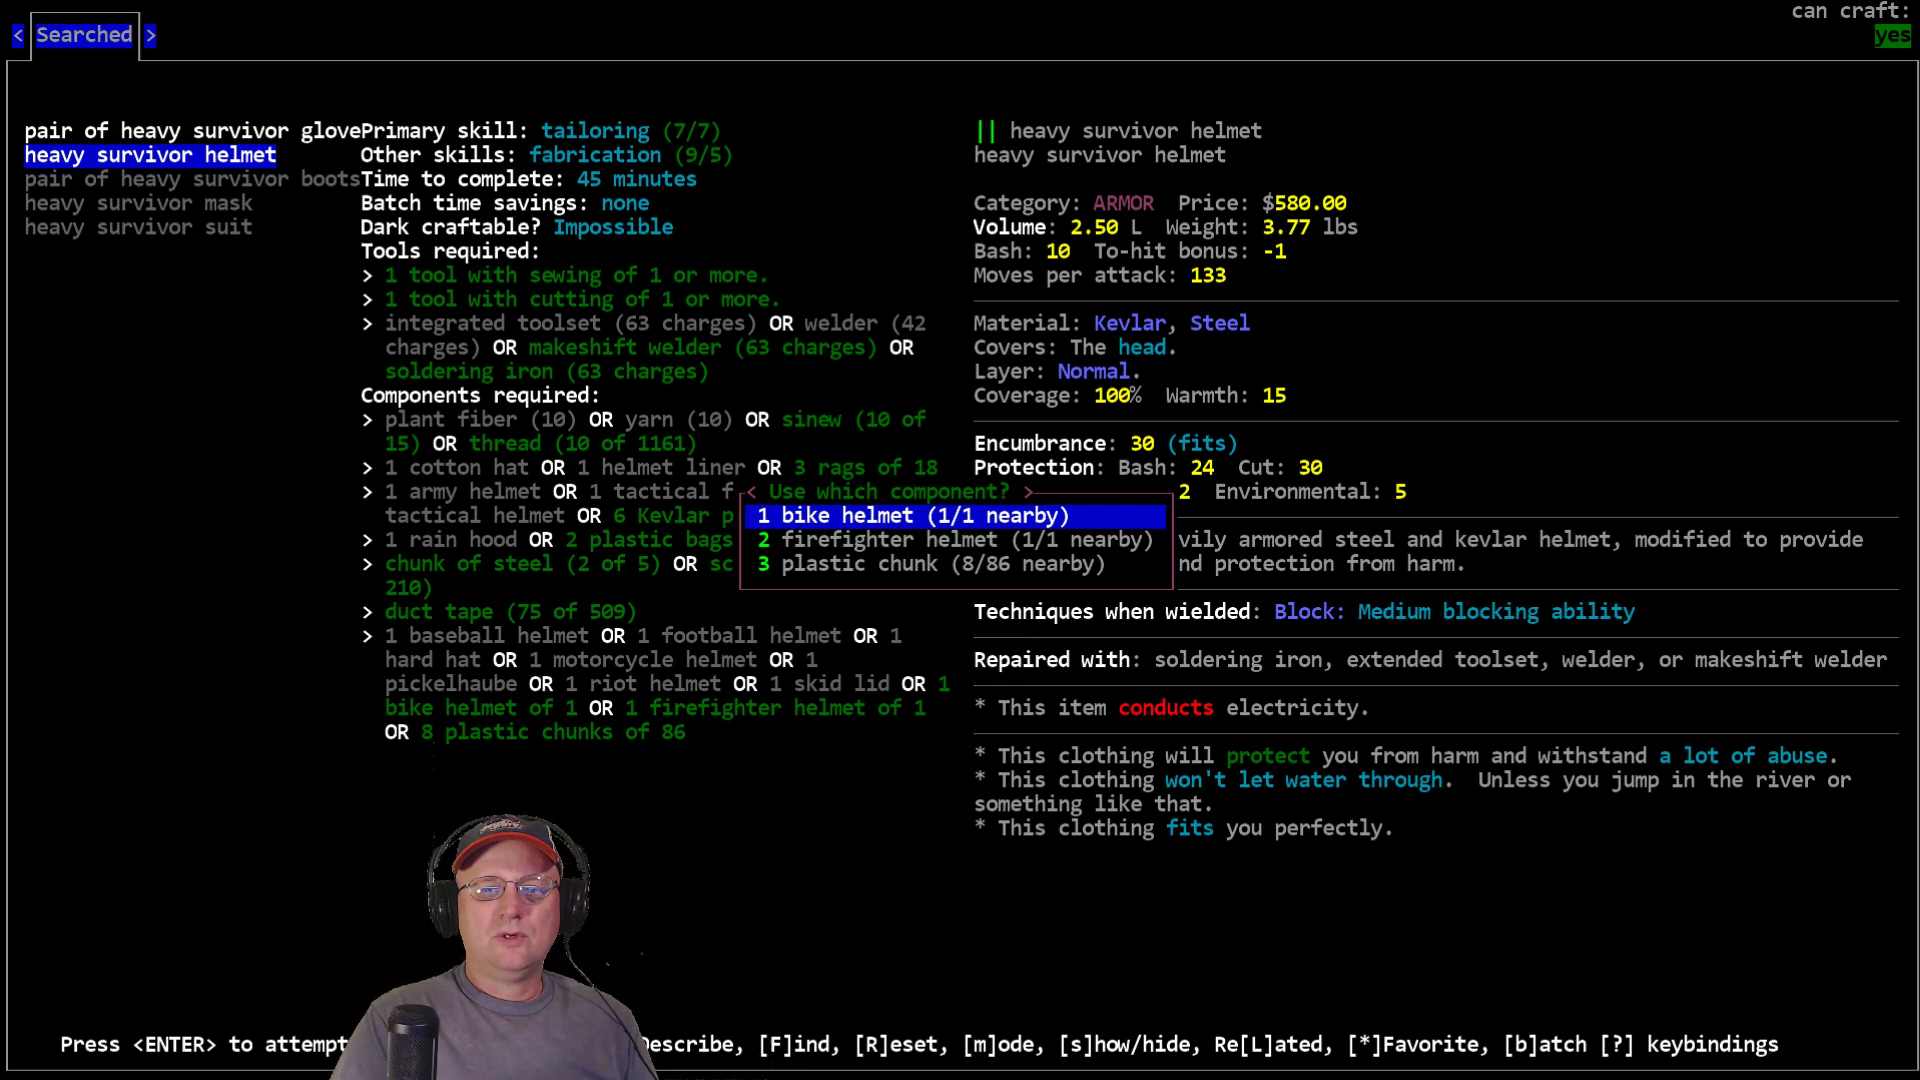 can craft:
< Searched >
yes
pair of heavy survivor glove
heavy survivor helmet
pair of heavy survivor boots
heavy survivor mask
heavy survivor suit
Primary skill: tailoring (7/7)
Other skills: fabrication (9/5)
Time to complete: 45 minutes
Batch time savings: none
Dark craftable? Impossible
Tools required:
> 1 tool with sewing of 1 or more.
> 1 tool with cutting of 1 or more.
> integrated toolset (63 charges) OR welder (42
charges) OR makeshift welder (63 charges) OR
soldering iron (63 charges)
Components required:
> plant fiber (10) OR yarn (10) OR sinew (10 of
15) OR thread (10 of 1161)
> 1 cotton hat OR 1 helmet liner OR 3 rags of 18
> 1 army helmet OR 1 tactical f
tactical helmet OR 6 Kevlar p
> 1 rain hood OR 2 plastic bags
> chunk of steel (2 of 5) OR sc
210)
> duct tape (75 of 509)
> 1 baseball helmet OR 1 football helmet OR 1
hard hat OR 1 motorcycle helmet OR 1
pickelhaube OR 1 riot helmet OR 1 skid lid OR 1
bike helmet of 1 OR 1 firefighter helmet of 1
OR 8 plastic chunks of 86
< Use which component? >
1 bike helmet (1/1 nearby)
2 firefighter helmet (1/1 nearby)
3 plastic chunk (8/86 nearby)
|| heavy survivor helmet
heavy survivor helmet
Category: ARMOR Price: $580.00
Volume: 2.50 L Weight: 3.77 lbs
Bash: 10 To-hit bonus: -1
Moves per attack: 133
Material: Kevlar, Steel
Covers: The head.
Layer: Normal.
Coverage: 100% Warmth: 15
Encumbrance: 30 (fits)
Protection: Bash: 24 Cut: 30
2 Environmental: 5
vily armored steel and kevlar helmet, modified to provide
nd protection from harm.
Techniques when wielded: Block: Medium blocking ability
Repaired with: soldering iron, extended toolset, welder, or makeshift welder
* This item conducts electricity.
* This clothing will protect you from harm and withstand a lot of abuse.
* This clothing won't let water through. Unless you jump in the river or
something like that.
* This clothing fits you perfectly.
Press <ENTER> to attempt escribe, [F]ind, [R]eset, [m]ode, [s]how/hide, Re[L]ated, [*]Favorite, [b]atch [?] keybindings